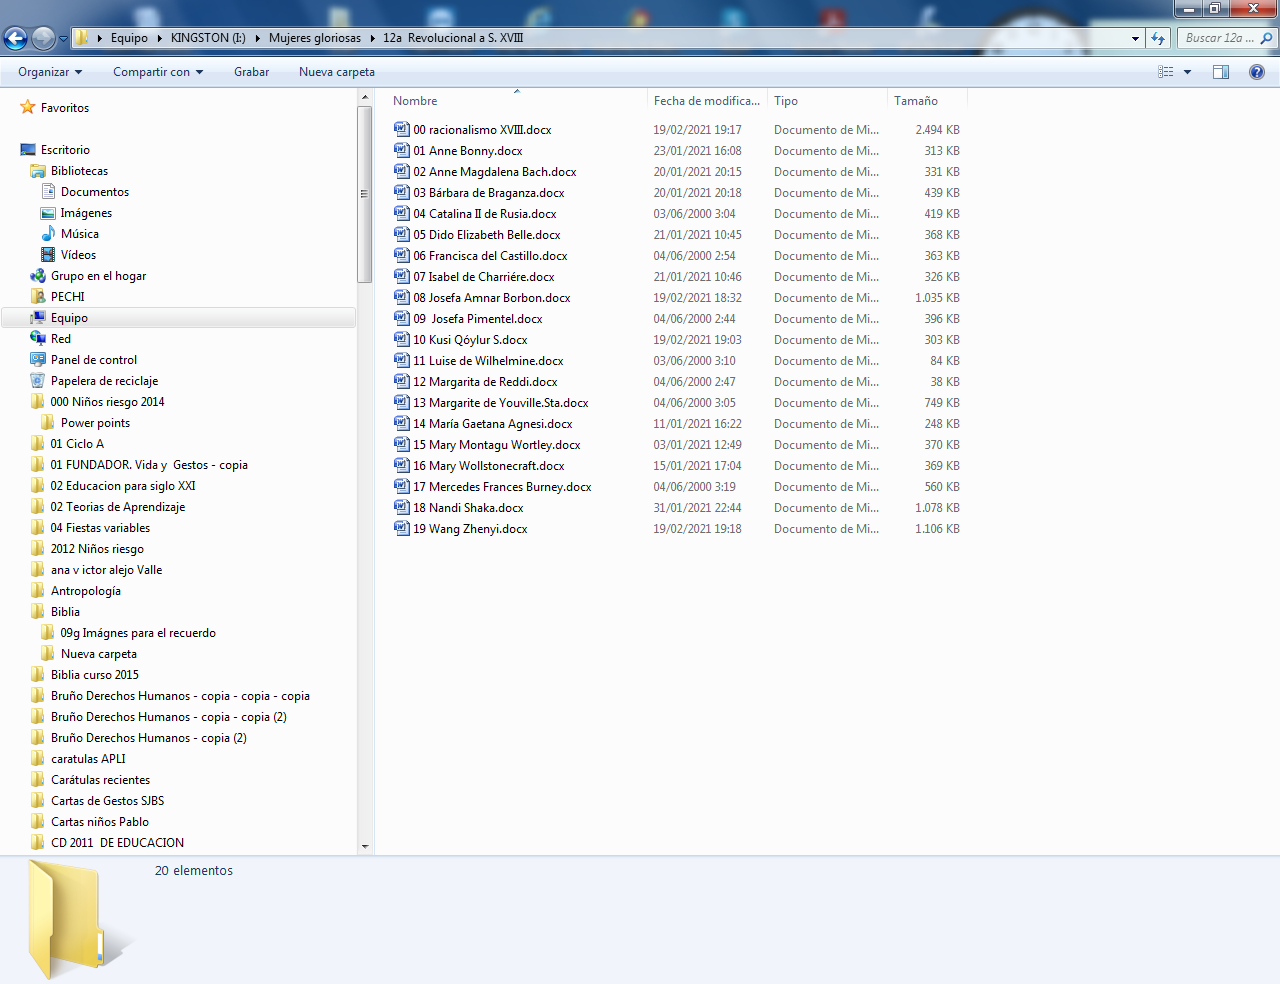 Equipo KINGSTON (I:) Mujeres gloriosas 12a  Revolucional a S. XVIII
Buscar 12a ...
Organizar Compartir con Grabar Nueva carpeta
Favoritos
Escritorio
Bibliotecas
Documentos
Imágenes
Música
Vídeos
Grupo en el hogar
PECHI
Equipo
Red
Panel de control
Papelera de reciclaje
000 Niños riesgo 2014
Power points
01 Ciclo A
01 FUNDADOR. Vida y  Gestos - copia
02 Educacion para siglo XXI
02 Teorias de Aprendizaje
04 Fiestas variables
2012 Niños riesgo
ana v ictor alejo Valle
Antropología
Biblia
09g Imágnes para el recuerdo
Nueva carpeta
Biblia curso 2015
Bruño Derechos Humanos - copia - copia - copia
Bruño Derechos Humanos - copia - copia (2)
Bruño Derechos Humanos - copia (2)
caratulas APLI
Carátulas recientes
Cartas de Gestos SJBS
Cartas niños Pablo
CD 2011  DE EDUCACION
Nombre Fecha de modifica... Tipo Tamaño
00 racionalismo XVIII.docx 19/02/2021 19:17 Documento de Mi... 2.494 KB
01 Anne Bonny.docx 23/01/2021 16:08 Documento de Mi... 313 KB
02 Anne Magdalena Bach.docx 20/01/2021 20:15 Documento de Mi... 331 KB
03 Bárbara de Braganza.docx 20/01/2021 20:18 Documento de Mi... 439 KB
04 Catalina II de Rusia.docx 03/06/2000 3:04 Documento de Mi... 419 KB
05 Dido Elizabeth Belle.docx 21/01/2021 10:45 Documento de Mi... 368 KB
06 Francisca del Castillo.docx 04/06/2000 2:54 Documento de Mi... 363 KB
07 Isabel de Charriére.docx 21/01/2021 10:46 Documento de Mi... 326 KB
08 Josefa Amnar Borbon.docx 19/02/2021 18:32 Documento de Mi... 1.035 KB
09  Josefa Pimentel.docx 04/06/2000 2:44 Documento de Mi... 396 KB
10 Kusi Qóylur S.docx 19/02/2021 19:03 Documento de Mi... 303 KB
11 Luise de Wilhelmine.docx 03/06/2000 3:10 Documento de Mi... 84 KB
12 Margarita de Reddi.docx 04/06/2000 2:47 Documento de Mi... 38 KB
13 Margarite de Youville.Sta.docx 04/06/2000 3:05 Documento de Mi... 749 KB
14 María Gaetana Agnesi.docx 11/01/2021 16:22 Documento de Mi... 248 KB
15 Mary Montagu Wortley.docx 03/01/2021 12:49 Documento de Mi... 370 KB
16 Mary Wollstonecraft.docx 15/01/2021 17:04 Documento de Mi... 369 KB
17 Mercedes Frances Burney.docx 04/06/2000 3:19 Documento de Mi... 560 KB
18 Nandi Shaka.docx 31/01/2021 22:44 Documento de Mi... 1.078 KB
19 Wang Zhenyi.docx 19/02/2021 19:18 Documento de Mi... 1.106 KB
20 elementos